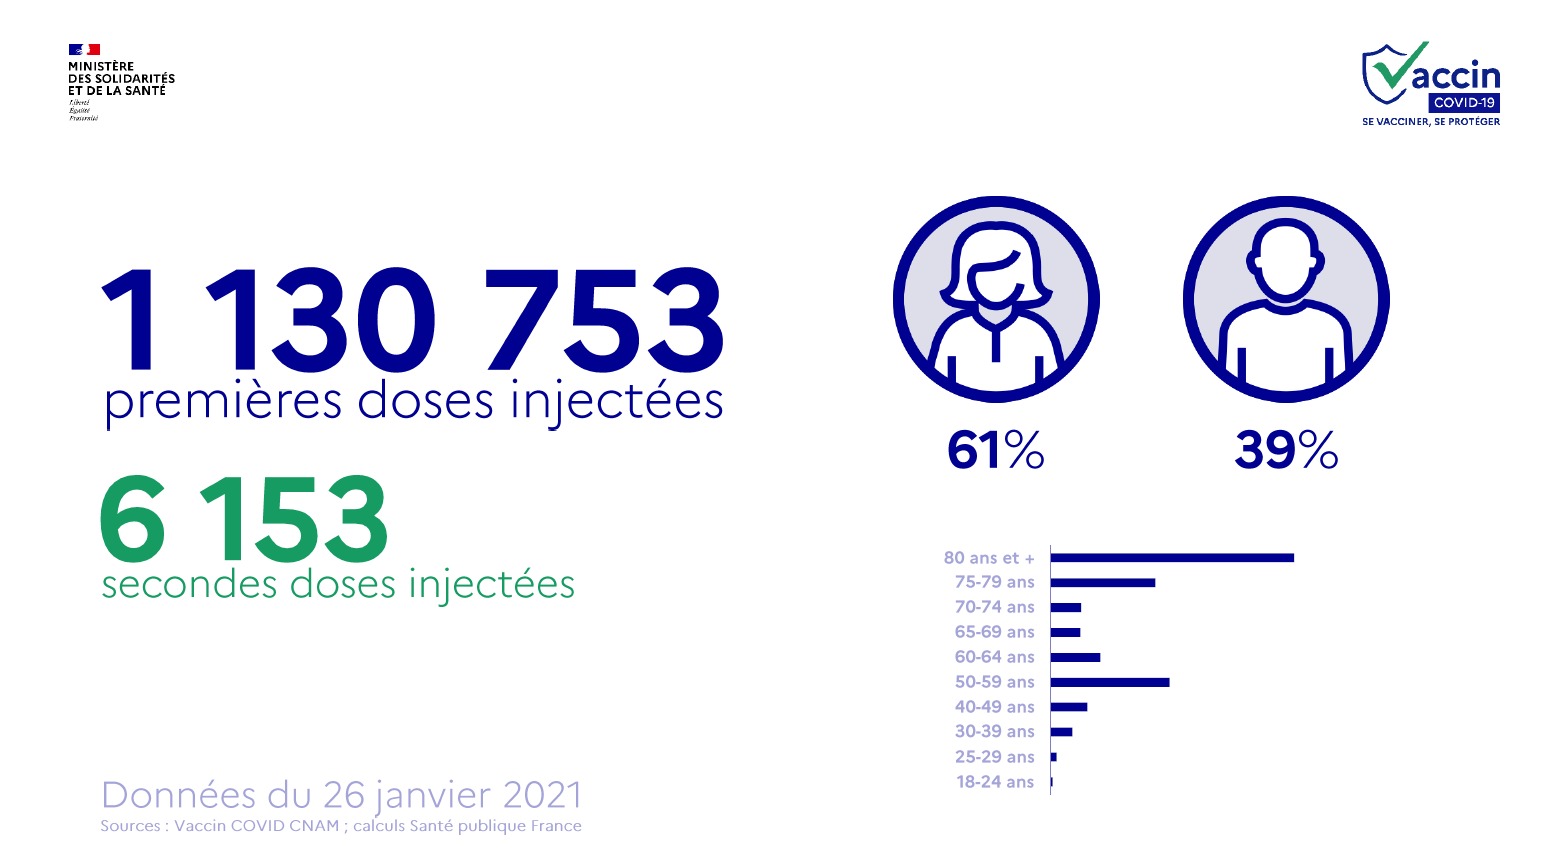 MINISTÈRE
DES SOLIDARITÉS
ET DE LA SANTÉ
Liberté
Égalité
Fraternité
Vaccin
COVID-19
SE VACCINER, SE PROTÉGER
1 130 753
premières doses injectées
6 153
secondes doses injectées
61%
39%
80 ans et +
75-79 ans
70-74 ans
65-69 ans
60-64 ans
50-59 ans
40-49 ans
30-39 ans
25-29 ans
18-24 ans
Données du 26 janvier 2021
Sources : Vaccin COVID CNAM ; calculs Santé publique France